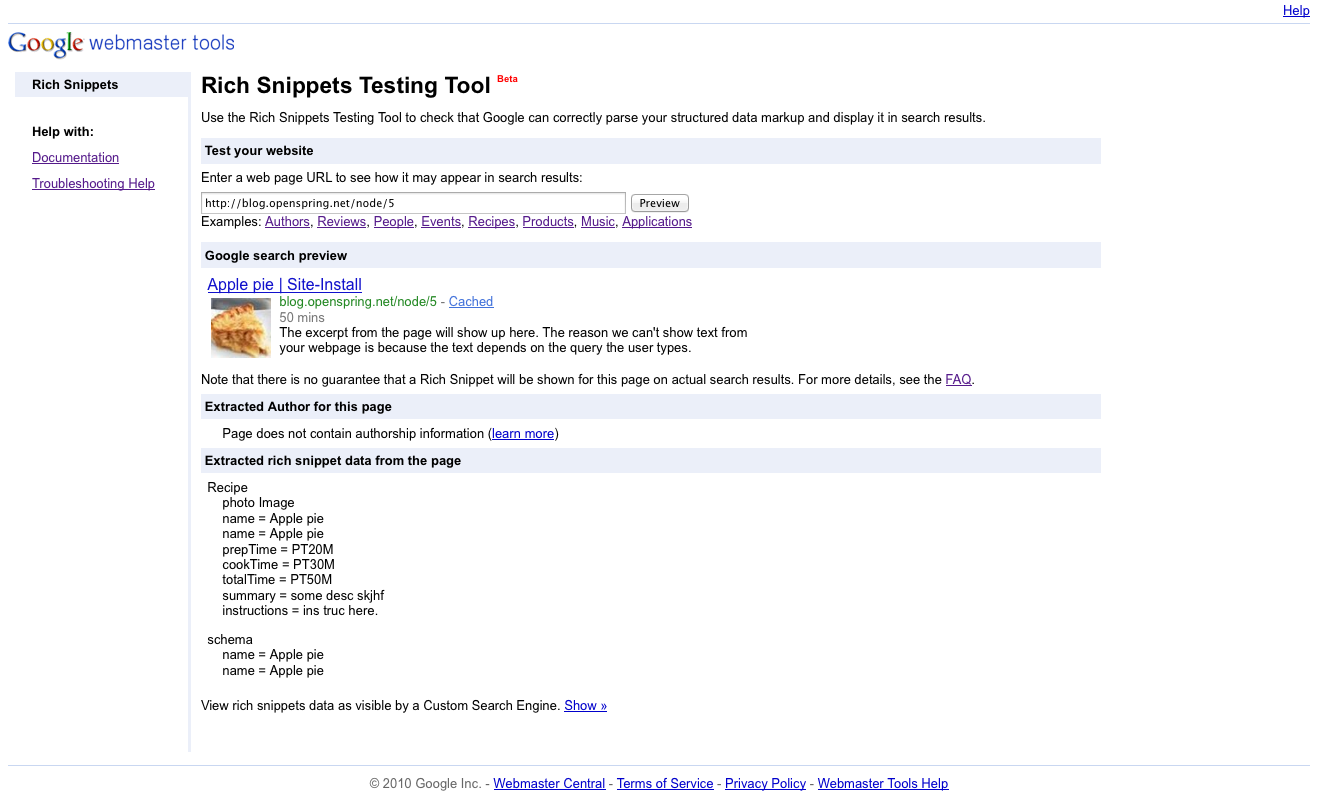 Help
Google webmaster tools
Rich Snippets
Help with:
Documentation
Troubleshooting Help
Rich Snippets Testing Tool Beta
Use the Rich Snippets Testing Tool to check that Google can correctly parse your structured data markup and display it in search results.
Test your website
Enter a web page URL to see how it may appear in search results:
http://blog.openspring.net/node/5 Preview
Examples: Authors, Reviews, People, Events, Recipes, Products, Music, Applications
Google search preview
Apple pie | Site-Install
blog.openspring.net/node/5 - Cached
50 mins
The excerpt from the page will show up here. The reason we can't show text from
your webpage is because the text depends on the query the user types.
Note that there is no guarantee that a Rich Snippet will be shown for this page on actual search results. For more details, see the FAQ.
Extracted Author for this page
Page does not contain authorship information (learn more)
Extracted rich snippet data from the page
Recipe
photo Image
name = Apple pie
name = Apple pie
prepTime = PT20M
cookTime = PT30M
totalTime = PT50M
summary = some desc skjhf
instructions = ins truc here.
schema
name = Apple pie
name = Apple pie
View rich snippets data as visible by a Custom Search Engine. Show »
© 2010 Google Inc. - Webmaster Central - Terms of Service - Privacy Policy - Webmaster Tools Help